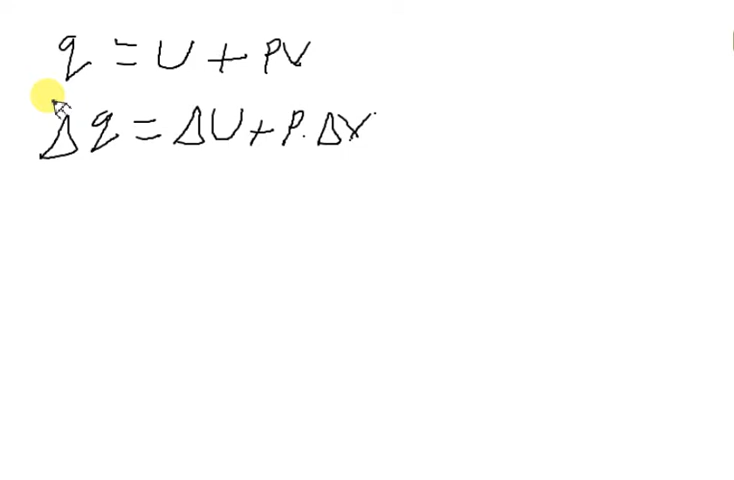 q = U + PV
Δq = ΔU + P.ΔV